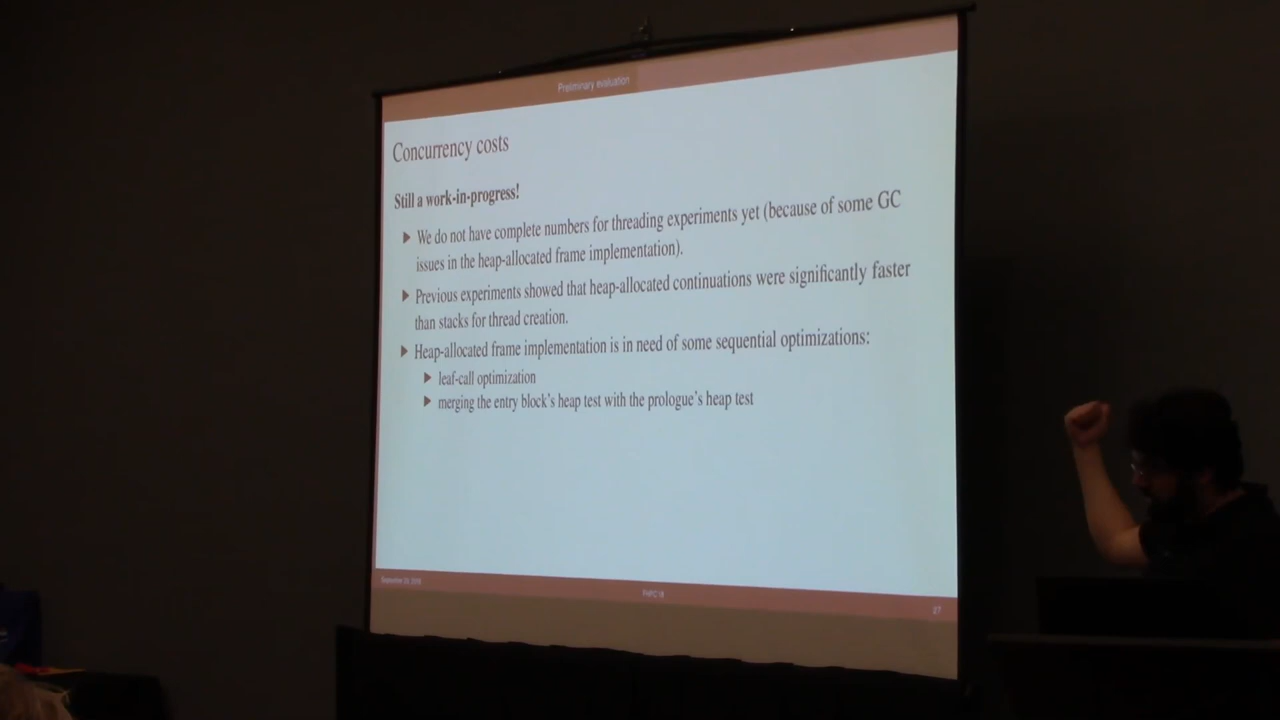 Preliminary evaluation
Concurrency costs
Still a work-in-progress!
▶ We do not have complete numbers for threading experiments yet (because of some GC
issues in the heap-allocated frame implementation).
▶ Previous experiments showed that heap-allocated continuations were significantly faster
than stacks for thread creation.
▶ Heap-allocated frame implementation is in need of some sequential optimizations:
▶ leaf-call optimization
▶ merging the entry block's heap test with the prologue's heap test
27